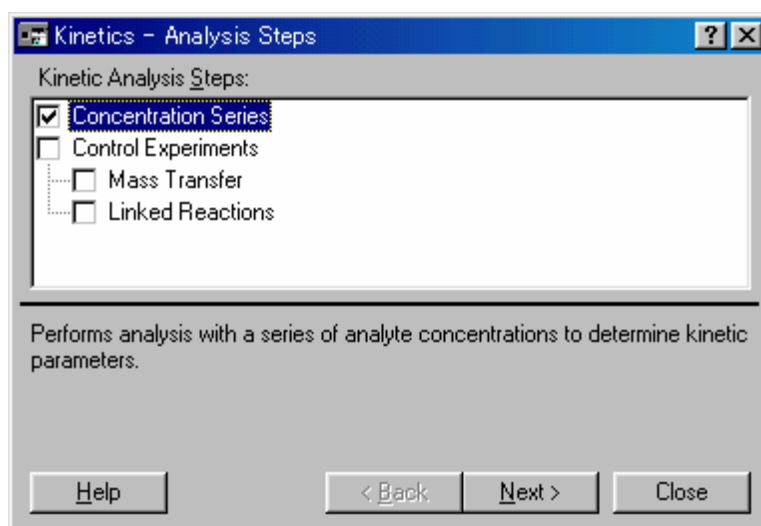 Kinetics - Analysis Steps
Kinetic Analysis Steps:
Concentration Series
Control Experiments
Mass Transfer
Linked Reactions
Performs analysis with a series of analyte concentrations to determine kinetic
parameters.
Help
< Back
Next >
Close